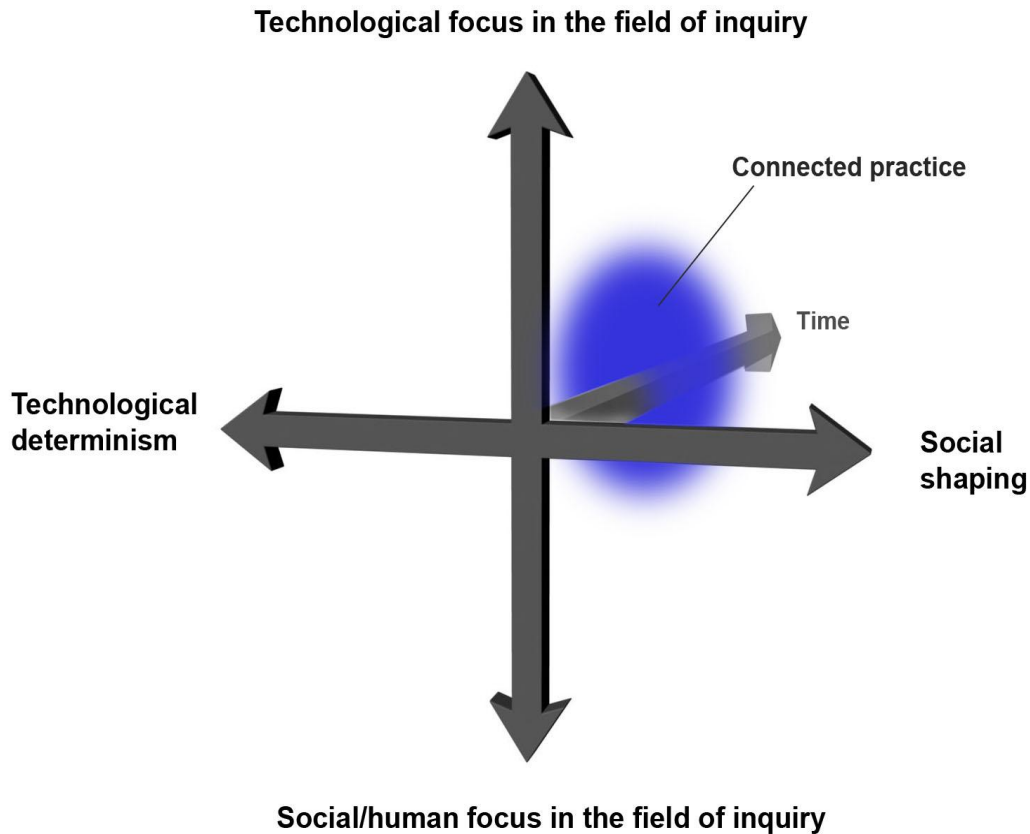 Technological focus in the field of inquiry
Connected practice
Time
Technological
determinism
Social
shaping
Social/human focus in the field of inquiry